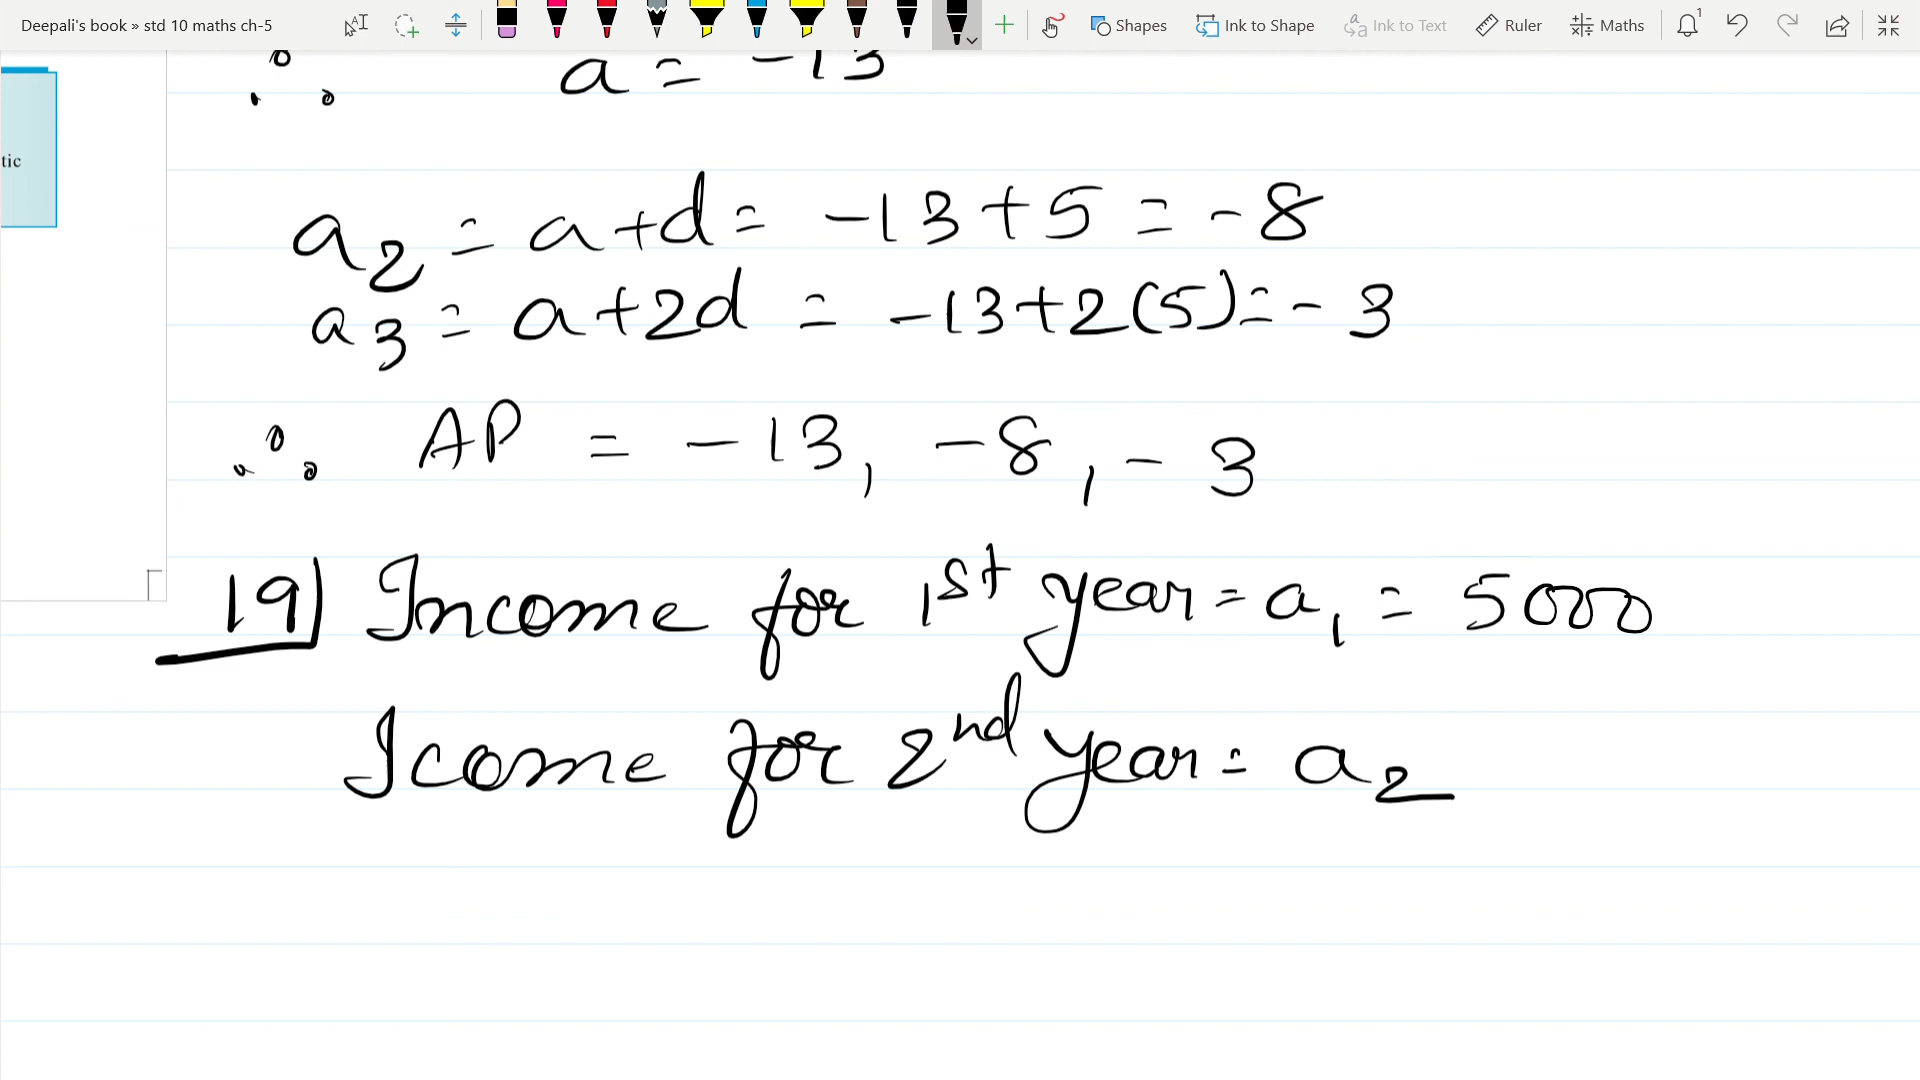 Deepali's book » std 10 maths ch-5
Shapes
Ink to Shape
Ink to Text
Ruler
Maths
1
∴ a = -13
tic
a2 = a+d = -13+5 = -8
a3 = a+2d = -13+2(5) = -3
∴ AP = -13, -8, -3
19) Income for 1st year = a1 = 5000
Icome for 2nd year = a2